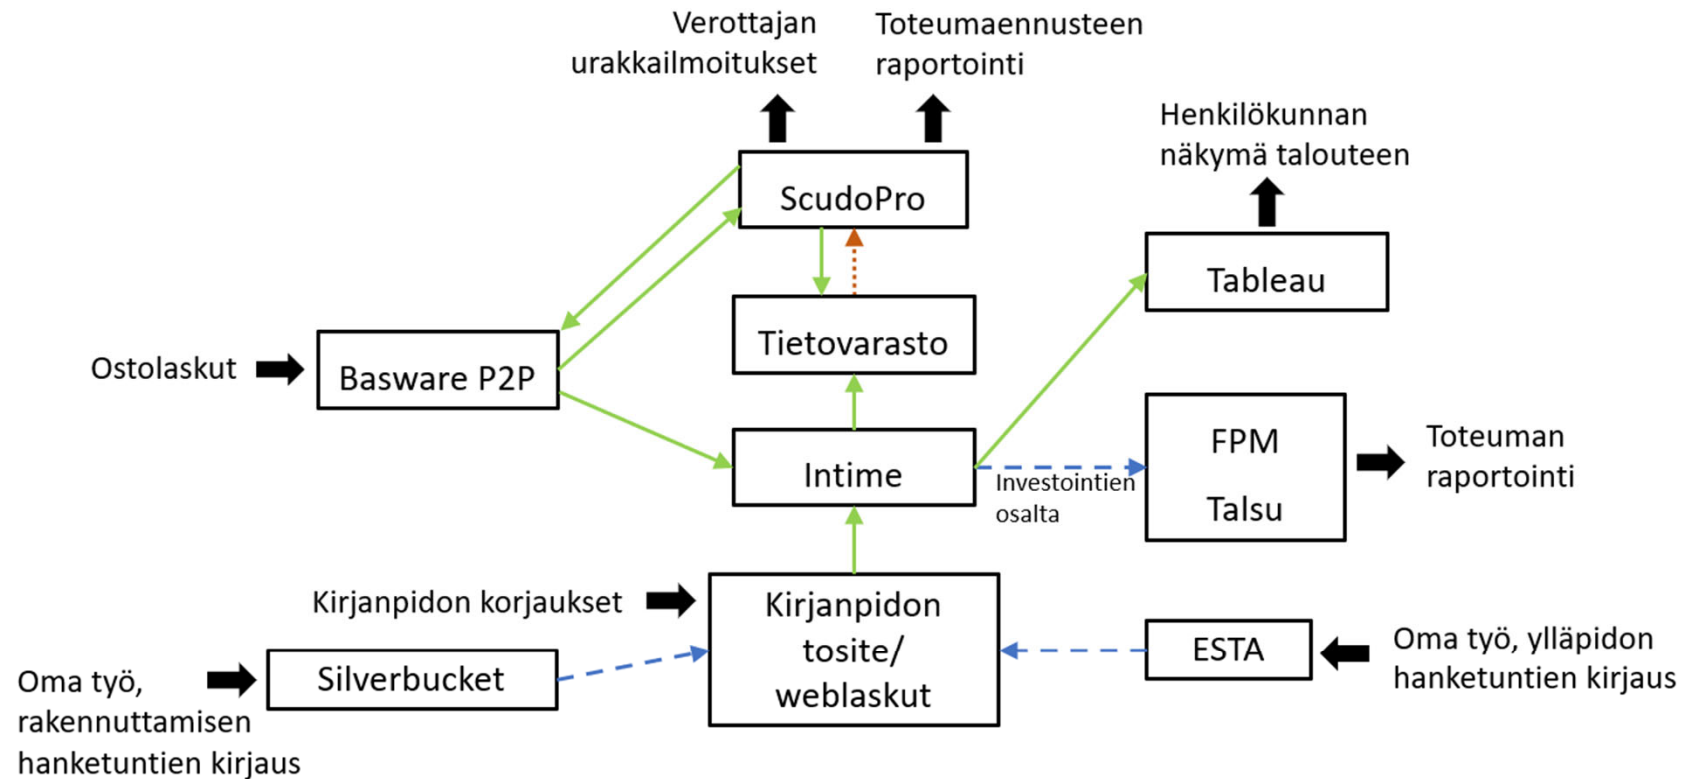 Verottajan
urakkailmoitukset
Toteumaennusteen
raportointi
Henkilökunnan
näkymä talouteen
ScudoPro
Tableau
Tietovarasto
Ostolaskut
Basware P2P
Intime
Investointien
osalta
FPM
Talsu
Toteuman
raportointi
Kirjanpidon korjaukset
Kirjanpidon
tosite/
weblaskut
Oma työ,
rakennuttamisen
hanketuntien kirjaus
Silverbucket
ESTA
Oma työ, ylläpidon
hanketuntien kirjaus